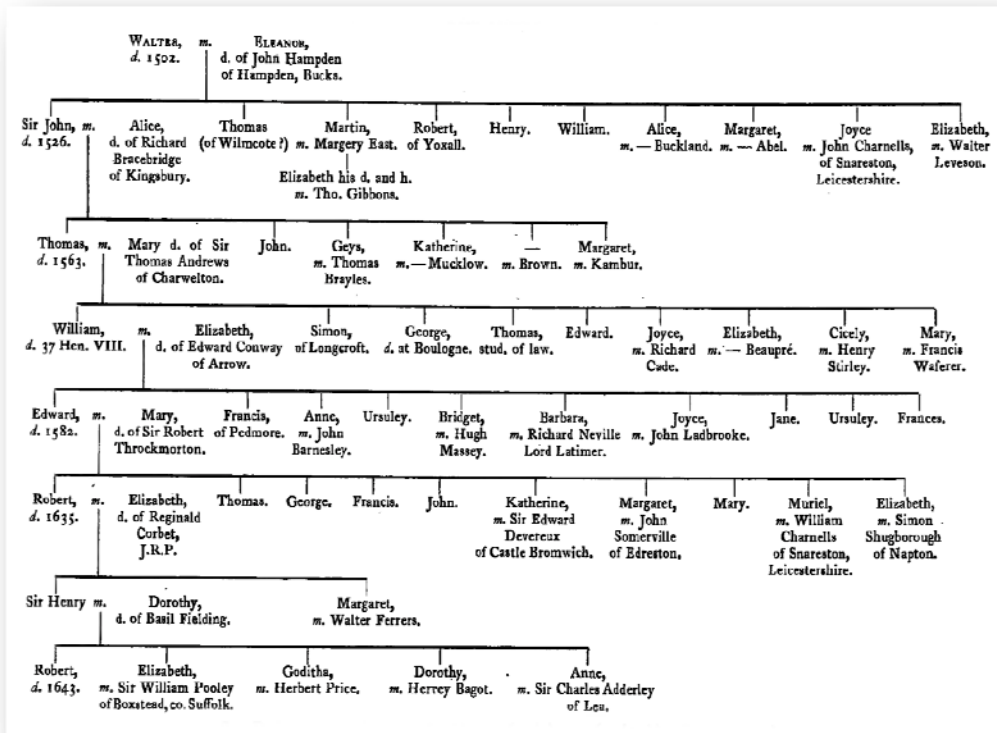 WALTER, m. ELEANOR,
d. 1502. d. of John Hampden
of Hampden, Bucks.
Sir John, m. Alice, Thomas Martin, Robert, Henry. William. Alice, Margaret, Joyce Elizabeth,
d. 1526. d. of Richard (of Wilmcote?) m. Margery East. of Yoxall. m. — Buckland. m. — Abel. m. John Charnells, m. Walter
Bracebridge of Snareston, Leveson.
of Kingsbury. Elizabeth his d. and h. Leicestershire.
m. Tho. Gibbons.
Thomas, m. Mary d. of Sir John. Geys, Katherine, — Margaret,
d. 1563. Thomas Andrews m. Thomas m. — Mucklow. m. Brown. m. Kambur.
of Charwelton. Brayles.
William, m. Elizabeth, Simon, George, Thomas, Edward. Joyce, Elizabeth, Cicely, Mary,
d. 37 Hen. VIII. d. of Edward Conway of Longcroft. d. at Boulogne. stud. of law. m. Richard m. — Beaupré. m. Henry m. Francis
of Arrow. Cade. Stirley. Waferer.
Edward, m. Mary, Francis, Anne, Ursuley. Bridget, Barbara, Joyce, Jane. Ursuley. Frances.
d. 1582. d. of Sir Robert of Pedmore. m. John m. Hugh m. Richard Neville m. John Ladbrooke.
Throckmorton. Barnesley. Massey. Lord Latimer.
Robert, m. Elizabeth, Thomas. George. Francis. John. Katherine, Margaret, Mary. Muriel, Elizabeth,
d. 1635. d. of Reginald m. Sir Edward m. John m. William m. Simon
Corbet, Devereux Somerville Charnells Shugborough
J.R.P. of Castle Bromwich. of Edreston. of Snareston, of Napton.
Leicestershire.
Sir Henry m. Dorothy, Margaret,
d. of Basil Fielding. m. Walter Ferrers.
Robert, Elizabeth, Goditha, Dorothy, Anne,
d. 1643. m. Sir William Pooley m. Herbert Price. m. Hervey Bagot. m. Sir Charles Adderley
of Boxstead, co. Suffolk. of Lea.